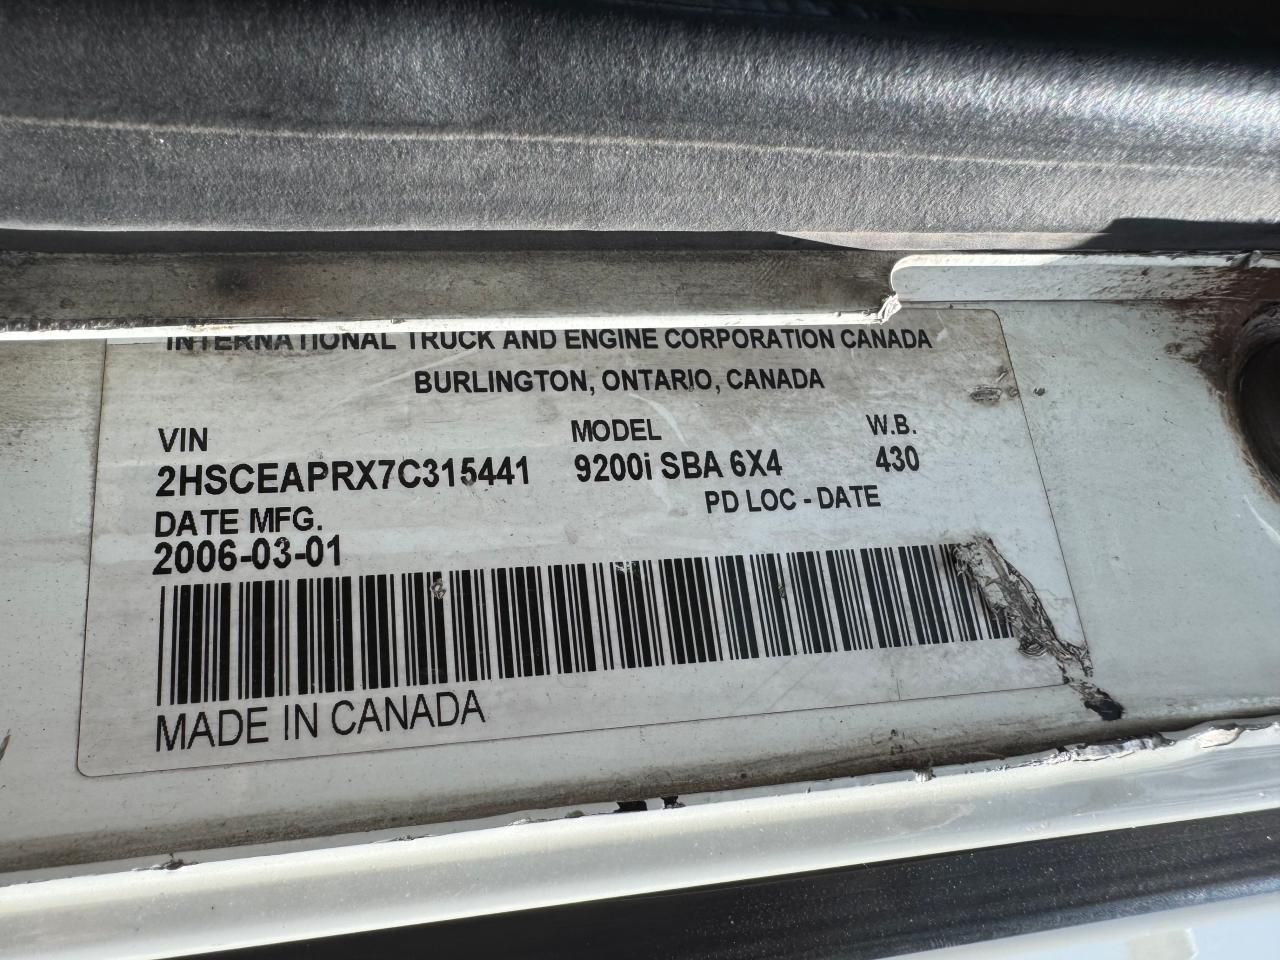 INTERNATIONAL TRUCK AND ENGINE CORPORATION CANADA
BURLINGTON, ONTARIO, CANADA
VIN MODEL W.B.
2HSCEAPRX7C315441 9200i SBA 6X4 430
DATE MFG. PD LOC - DATE
2006-03-01
MADE IN CANADA